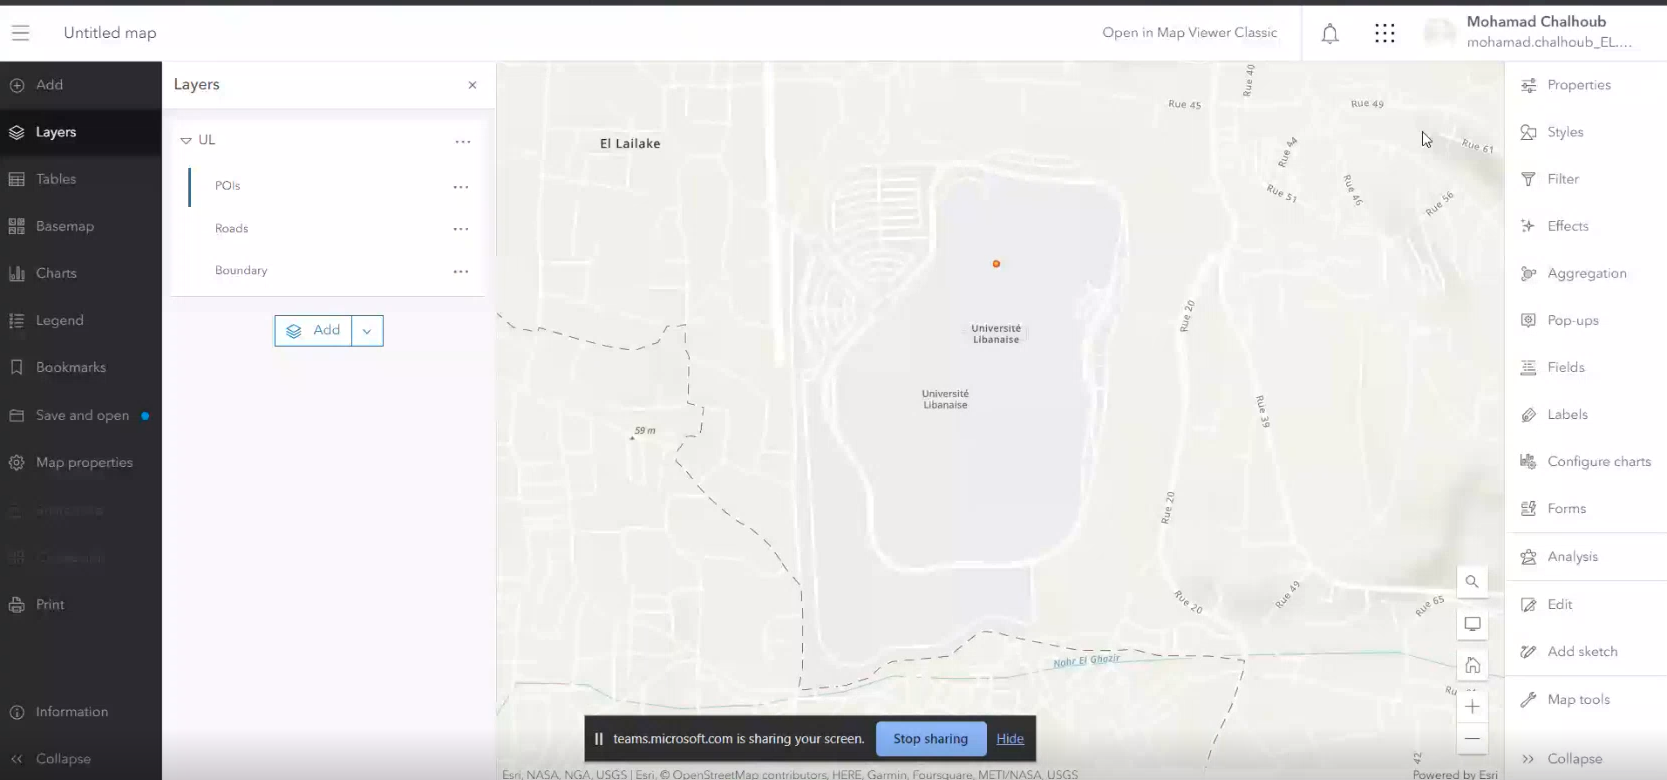 Untitled map
Open in Map Viewer Classic
Mohamad Chalhoub
mohamad.chalhoub_EL....
Add
Layers
Tables
Basemap
Charts
Legend
Bookmarks
Save and open
Map properties
Print
Information
Collapse
Layers
UL
POIs
Roads
Boundary
Add
El Lailake
Rue 40
Rue 45
Rue 49
Rue 61
Rue 44
Rue 51
Rue 46
Rue 56
Université
Libanaise
Université
Libanaise
Rue 20
Rue 39
59 m
Rue 20
Rue 20
Rue 49
Rue 65
Nahr El Ghozir
42
Properties
Styles
Filter
Effects
Aggregation
Pop-ups
Fields
Labels
Configure charts
Forms
Analysis
Edit
Add sketch
Map tools
Collapse
teams.microsoft.com is sharing your screen.
Stop sharing
Hide
Esri, NASA, NGA, USGS | Esri, © OpenStreetMap contributors, HERE, Garmin, Foursquare, METI/NASA, USGS
Powered by Esri